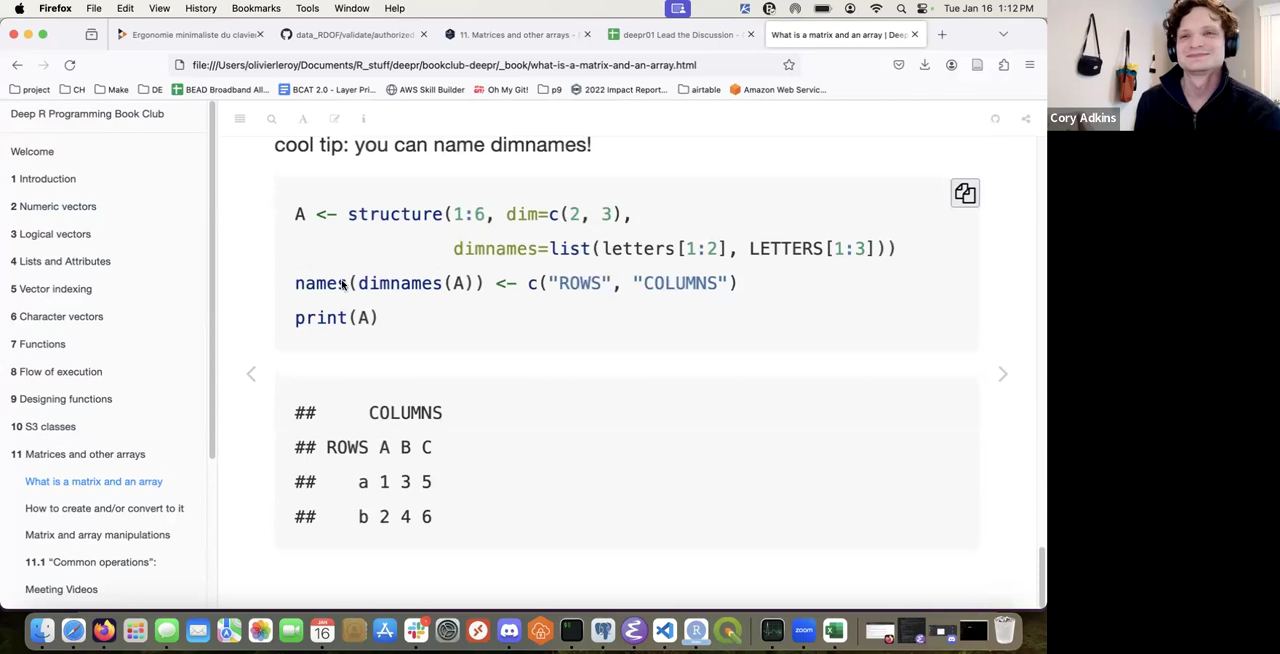 Firefox File Edit View History Bookmarks Tools Window Help Tue Jan 16 1:12 PM
Ergonomie minimaliste du clavier data_RDOF/validate/authorized 11. Matrices and other arrays - deepr01 Lead the Discussion - What is a matrix and an array | Deep
file:///Users/olivierleroy/Documents/R_stuff/deepr/bookclub-deepr/_book/what-is-a-matrix-and-an-array.html
project CH Make DE BEAD Broadband All... BCAT 2.0 - Layer Pri... AWS Skill Builder Oh My Git! p9 2022 Impact Report... airtable Amazon Web Servic...
Deep R Programming Book Club
Welcome
1 Introduction
2 Numeric vectors
3 Logical vectors
4 Lists and Attributes
5 Vector indexing
6 Character vectors
7 Functions
8 Flow of execution
9 Designing functions
10 S3 classes
11 Matrices and other arrays
What is a matrix and an array
How to create and/or convert to it
Matrix and array manipulations
11.1 “Common operations”:
Meeting Videos
cool tip: you can name dimnames!
A <- structure(1:6, dim=c(2, 3),
dimnames=list(letters[1:2], LETTERS[1:3]))
names(dimnames(A)) <- c("ROWS", "COLUMNS")
print(A)
## COLUMNS
## ROWS A B C
## a 1 3 5
## b 2 4 6
Cory Adkins
JAN
16